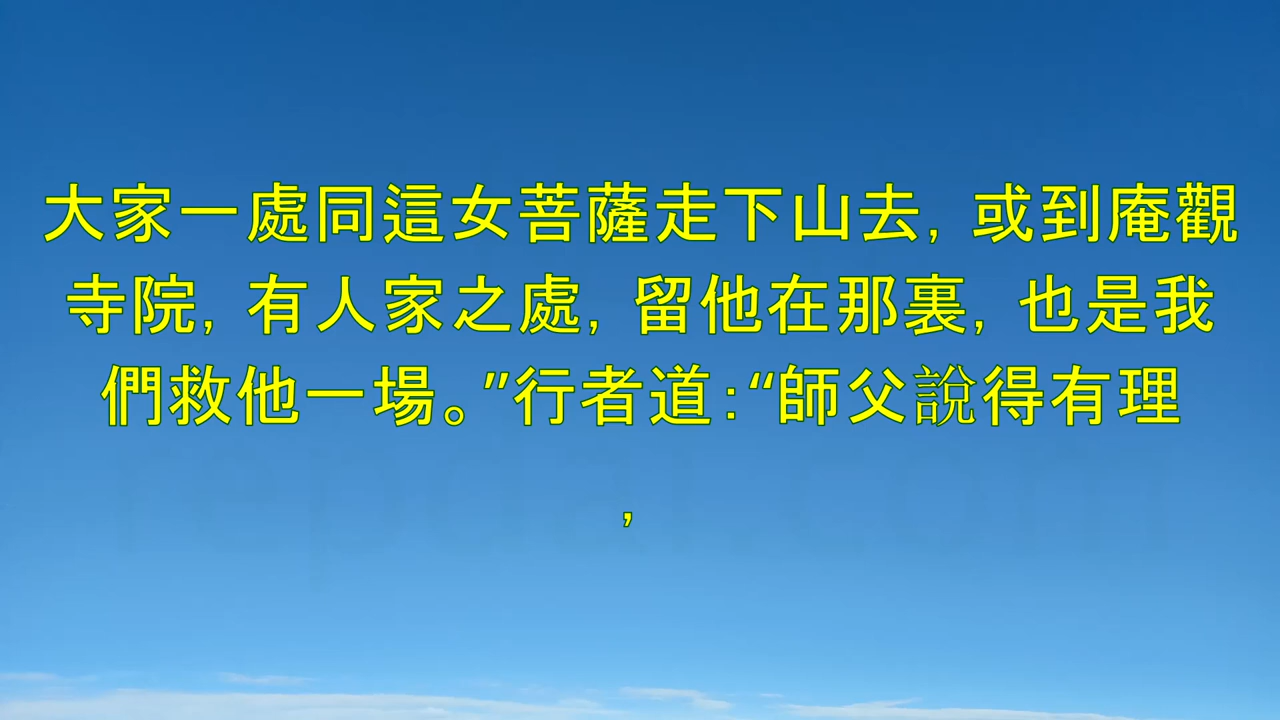 大家一處同這女菩薩走下山去, 或到庵觀
寺院, 有人家之處, 留他在那裏, 也是我
們救他一場。”行者道:“師父說得有理
,